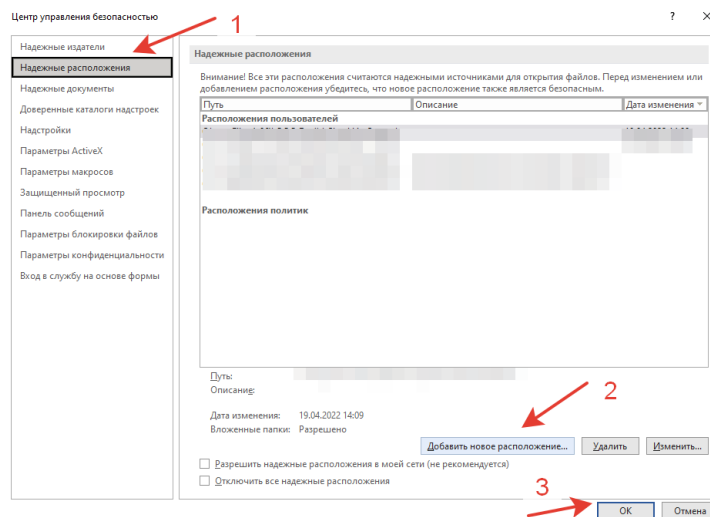 Центр управления безопасностью
?
X
1
Надежные издатели
Надежные расположения
Надежные документы
Доверенные каталоги надстроек
Надстройки
Параметры ActiveX
Параметры макросов
Защищенный просмотр
Панель сообщений
Параметры блокировки файлов
Параметры конфиденциальности
Вход в службу на основе формы
Надежные расположения
Внимание! Все эти расположения считаются надежными источниками для открытия файлов. Перед изменением или
добавлением расположения убедитесь, что новое расположение также является безопасным.
Путь Описание Дата изменения
Расположения пользователей
Расположения политик
Путь:
Описание:
Дата изменения: 19.04.2022 14:09
Вложенные папки: Разрешено
2
Добавить новое расположение... Удалить Изменить...
Разрешить надежные расположения в моей сети (не рекомендуется)
Отключить все надежные расположения
3
ОК Отмена